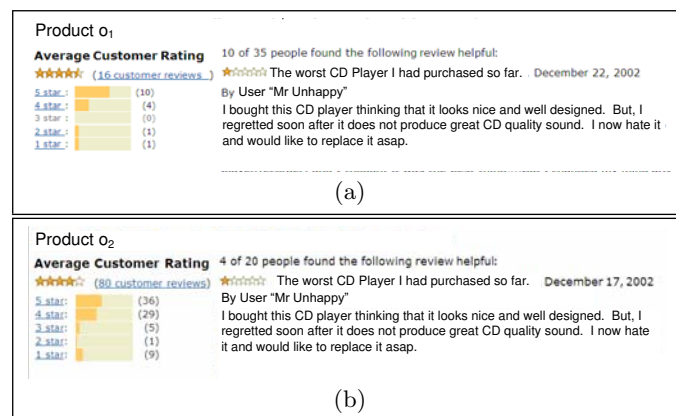 Product o1
Average Customer Rating
(16 customer reviews )
5 star : (10)
4 star : (4)
3 star : (0)
2 star : (1)
1 star : (1)
10 of 35 people found the following review helpful:
The worst CD Player I had purchased so far. December 22, 2002
By User “Mr Unhappy”
I bought this CD player thinking that it looks nice and well designed. But, I
regretted soon after it does not produce great CD quality sound. I now hate it
and would like to replace it asap.
(a)
Product o2
Average Customer Rating
(80 customer reviews)
5 star: (36)
4 star: (29)
3 star: (5)
2 star: (1)
1 star: (9)
4 of 20 people found the following review helpful:
The worst CD Player I had purchased so far. December 17, 2002
By User “Mr Unhappy”
I bought this CD player thinking that it looks nice and well designed. But, I
regretted soon after it does not produce great CD quality sound. I now hate
it and would like to replace it asap.
(b)